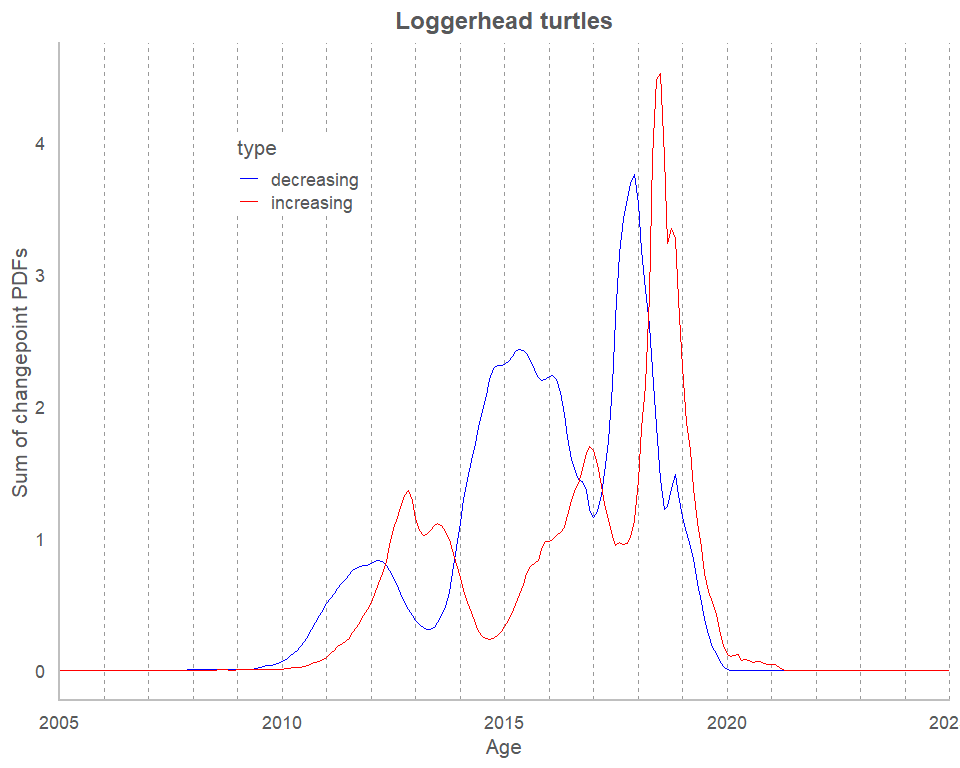 Loggerhead turtles
Sum of changepoint PDFs
4
3
2
1
0
type
decreasing
increasing
2005
2010
2015
2020
202
Age